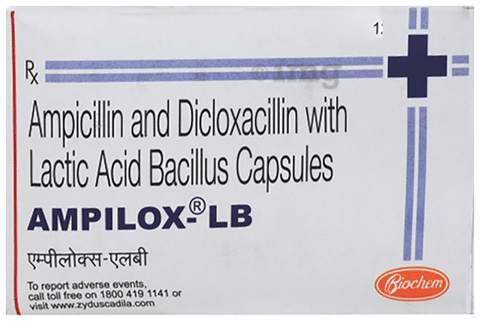 Rx
Ampicillin and Dicloxacillin with
Lactic Acid Bacillus Capsules
AMPILOX-® LB
एम्पीलोक्स-एलबी
To report adverse events,
call toll free on 1800 419 1141 or
visit www.zyduscadila.com
Biochem